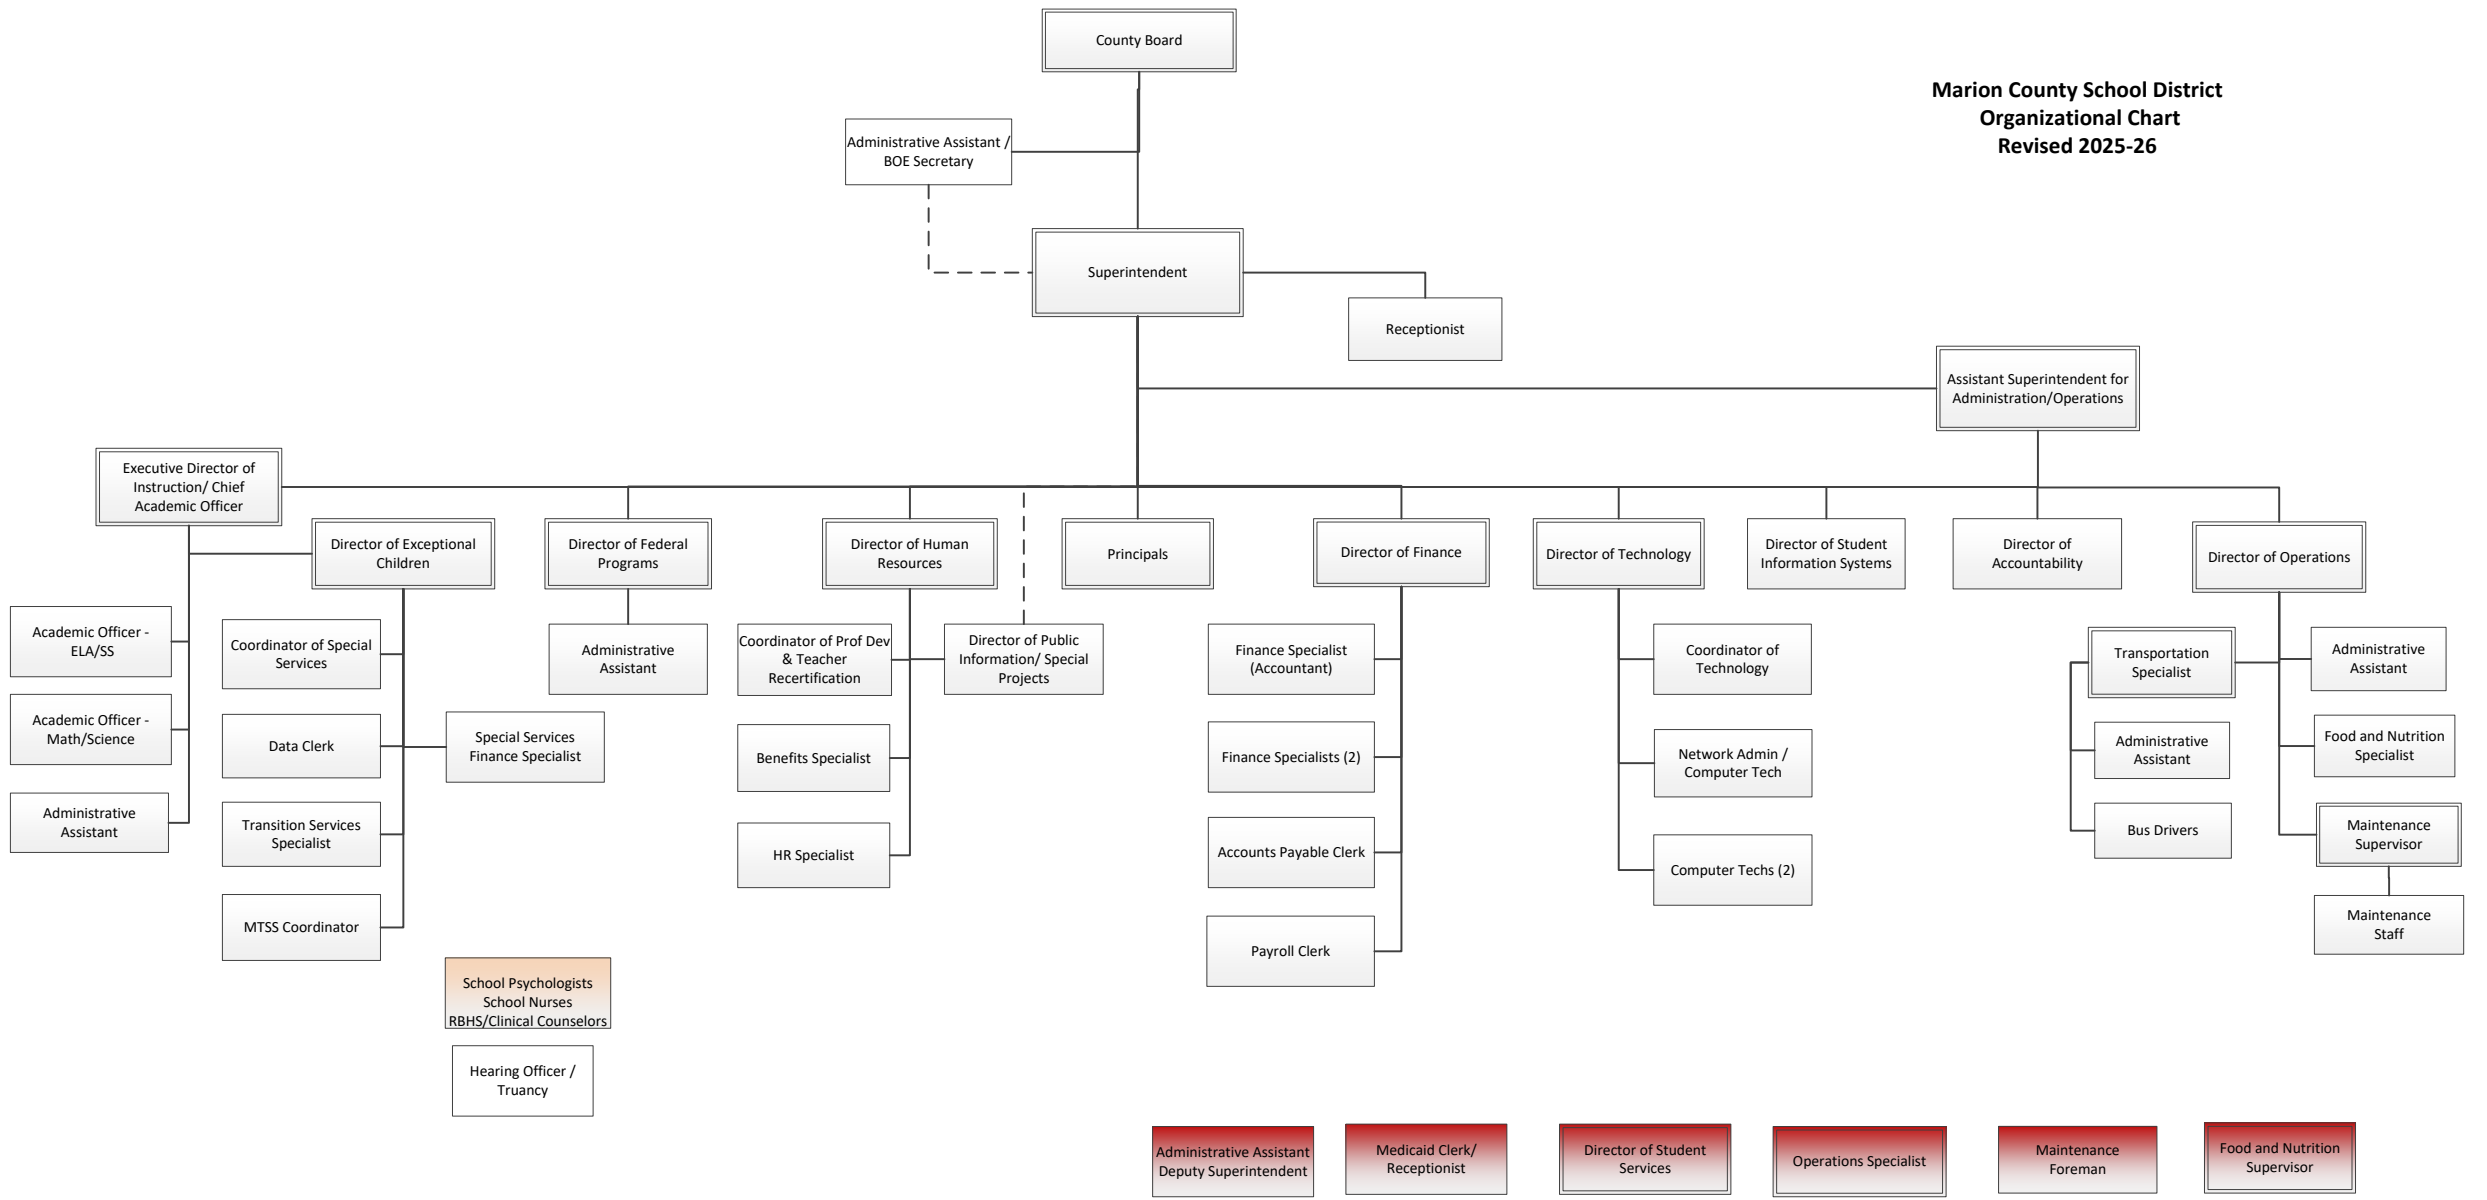 County Board
Marion County School District
Organizational Chart
Revised 2025-26
Administrative Assistant /
BOE Secretary
Superintendent
Receptionist
Assistant Superintendent for
Administration/Operations
Executive Director of
Instruction/ Chief
Academic Officer
Director of Exceptional
Children
Director of Federal
Programs
Director of Human
Resources
Principals
Director of Finance
Director of Technology
Director of Student
Information Systems
Director of
Accountability
Director of Operations
Academic Officer -
ELA/SS
Academic Officer -
Math/Science
Administrative
Assistant
Coordinator of Special
Services
Data Clerk
Transition Services
Specialist
MTSS Coordinator
Special Services
Finance Specialist
Administrative
Assistant
Coordinator of Prof Dev
& Teacher
Recertification
Benefits Specialist
HR Specialist
Director of Public
Information/ Special
Projects
Finance Specialist
(Accountant)
Finance Specialists (2)
Accounts Payable Clerk
Payroll Clerk
Coordinator of
Technology
Network Admin /
Computer Tech
Computer Techs (2)
Transportation
Specialist
Administrative
Assistant
Bus Drivers
Administrative
Assistant
Food and Nutrition
Specialist
Maintenance
Supervisor
Maintenance
Staff
School Psychologists
School Nurses
RBHS/Clinical Counselors
Hearing Officer /
Truancy
Administrative Assistant
Deputy Superintendent
Medicaid Clerk/
Receptionist
Director of Student
Services
Operations Specialist
Maintenance
Foreman
Food and Nutrition
Supervisor